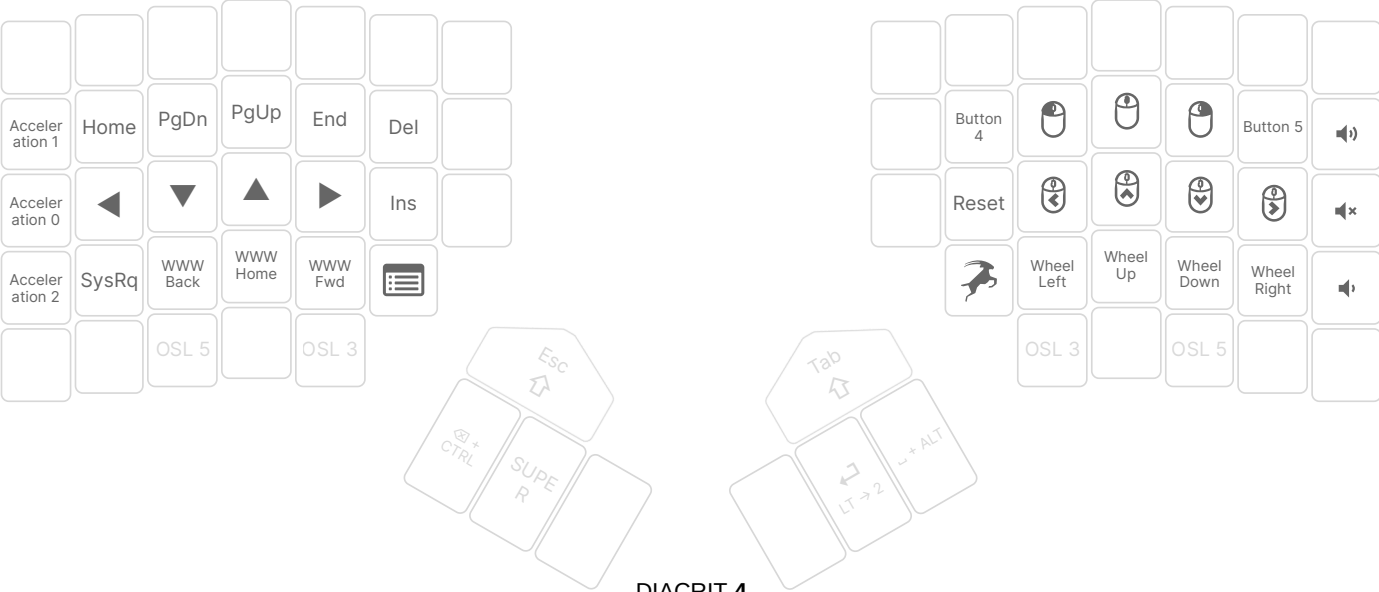 Acceler
ation 1
Home
PgDn
PgUp
End
Del
Button
4
Button 5
Acceler
ation 0
Ins
Reset
Acceler
ation 2
SysRq
WWW
Back
WWW
Home
WWW
Fwd
Wheel
Left
Wheel
Up
Wheel
Down
Wheel
Right
OSL 5
OSL 3
OSL 3
OSL 5
Esc
Tab
+
CTRL
SUPE
R
LT → 2
+ ALT
DIACRIT 4